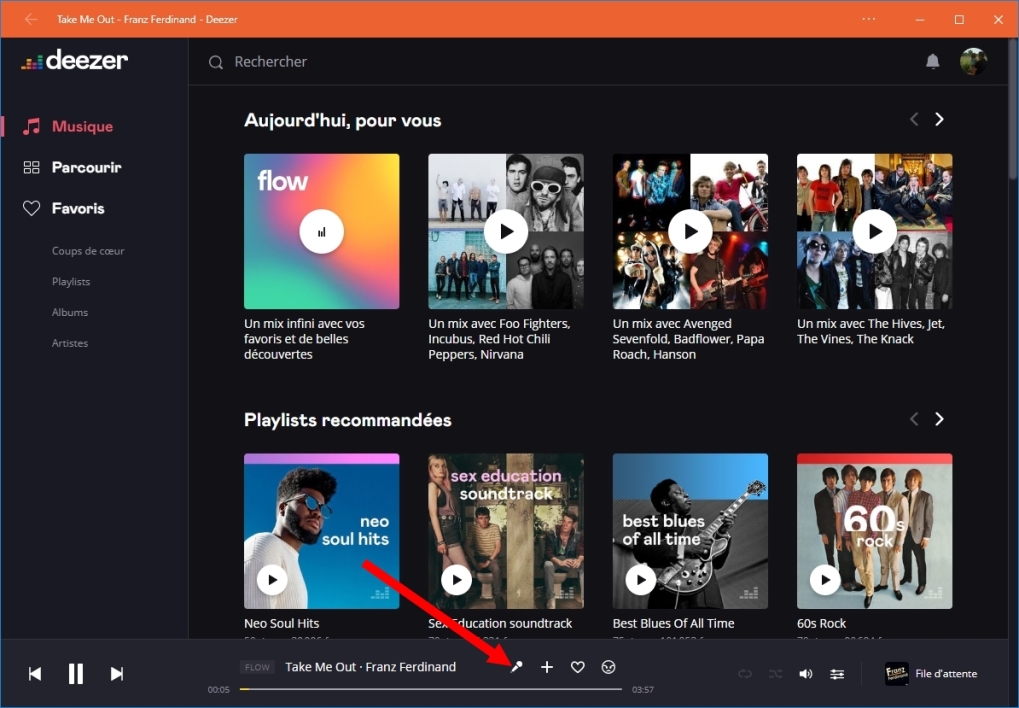 Take Me Out - Franz Ferdinand - Deezer
deezer
Rechercher
Musique
Parcourir
Favoris
Coups de cœur
Playlists
Albums
Artistes
Aujourd'hui, pour vous
flow
Un mix infini avec vos
favoris et de belles
découvertes
Un mix avec Foo Fighters,
Incubus, Red Hot Chili
Peppers, Nirvana
Un mix avec Avenged
Sevenfold, Badflower, Papa
Roach, Hanson
Un mix avec The Hives, Jet,
The Vines, The Knack
Playlists recommandées
neo
soul hits
sex education
soundtrack
best blues
of all time
60s
rock
Neo Soul Hits
Sex Education soundtrack
Best Blues Of All Time
60s Rock
FLOW
Take Me Out · Franz Ferdinand
00:05
03:57
Franz
Ferdinand
File d'attente